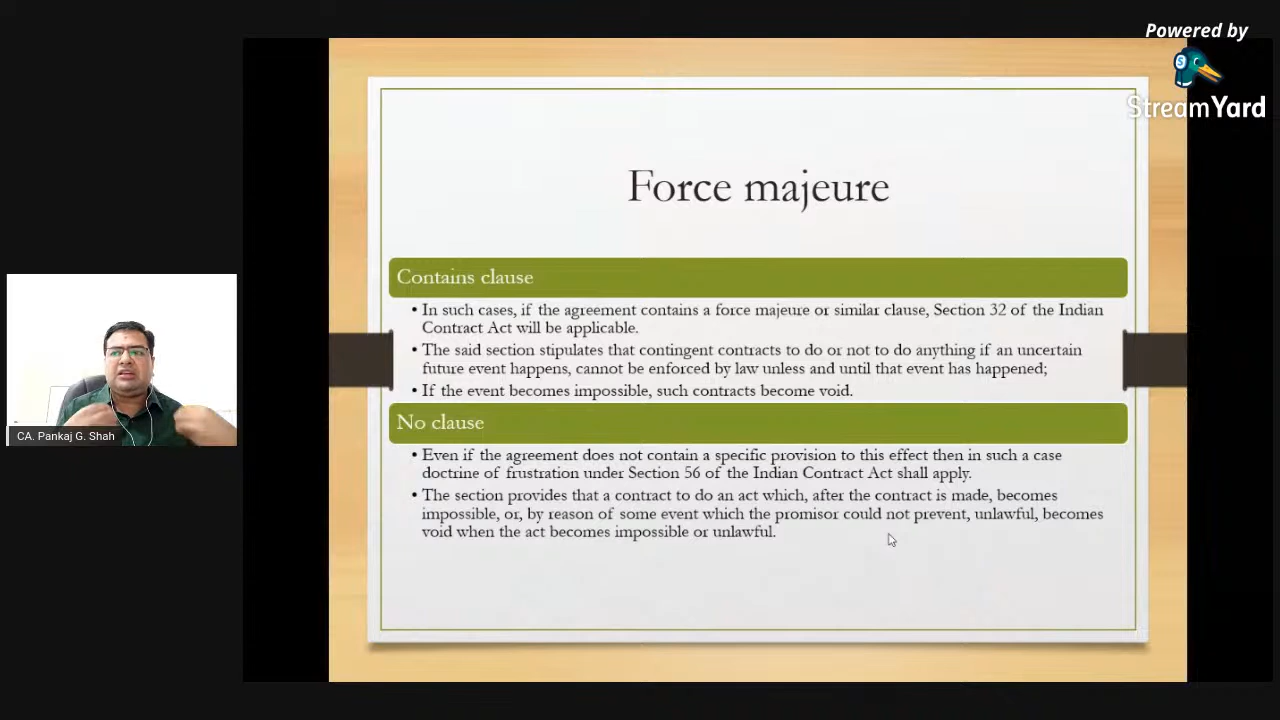 Powered by
StreamYard
Force majeure
Contains clause
• In such cases, if the agreement contains a force majeure or similar clause, Section 32 of the Indian
Contract Act will be applicable.
• The said section stipulates that contingent contracts to do or not to do anything if an uncertain
future event happens, cannot be enforced by law unless and until that event has happened;
• If the event becomes impossible, such contracts become void.
No clause
• Even if the agreement does not contain a specific provision to this effect then in such a case
doctrine of frustration under Section 56 of the Indian Contract Act shall apply.
• The section provides that a contract to do an act which, after the contract is made, becomes
impossible, or, by reason of some event which the promisor could not prevent, unlawful, becomes
void when the act becomes impossible or unlawful.
CA. Pankaj G. Shah